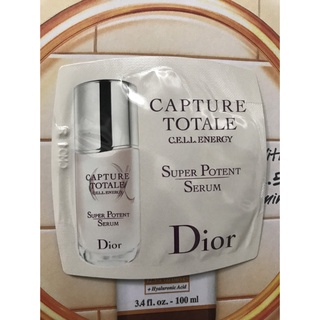 CAPTURE
TOTALE
C.E.L.L. ENERGY
SUPER POTENT
SERUM
Dior
CAPTURE
TOTALE
C.E.L.L. ENERGY
SUPER POTENT
SERUM
Dior
+ Hyaluronic Acid
3.4 fl. oz. - 100 ml